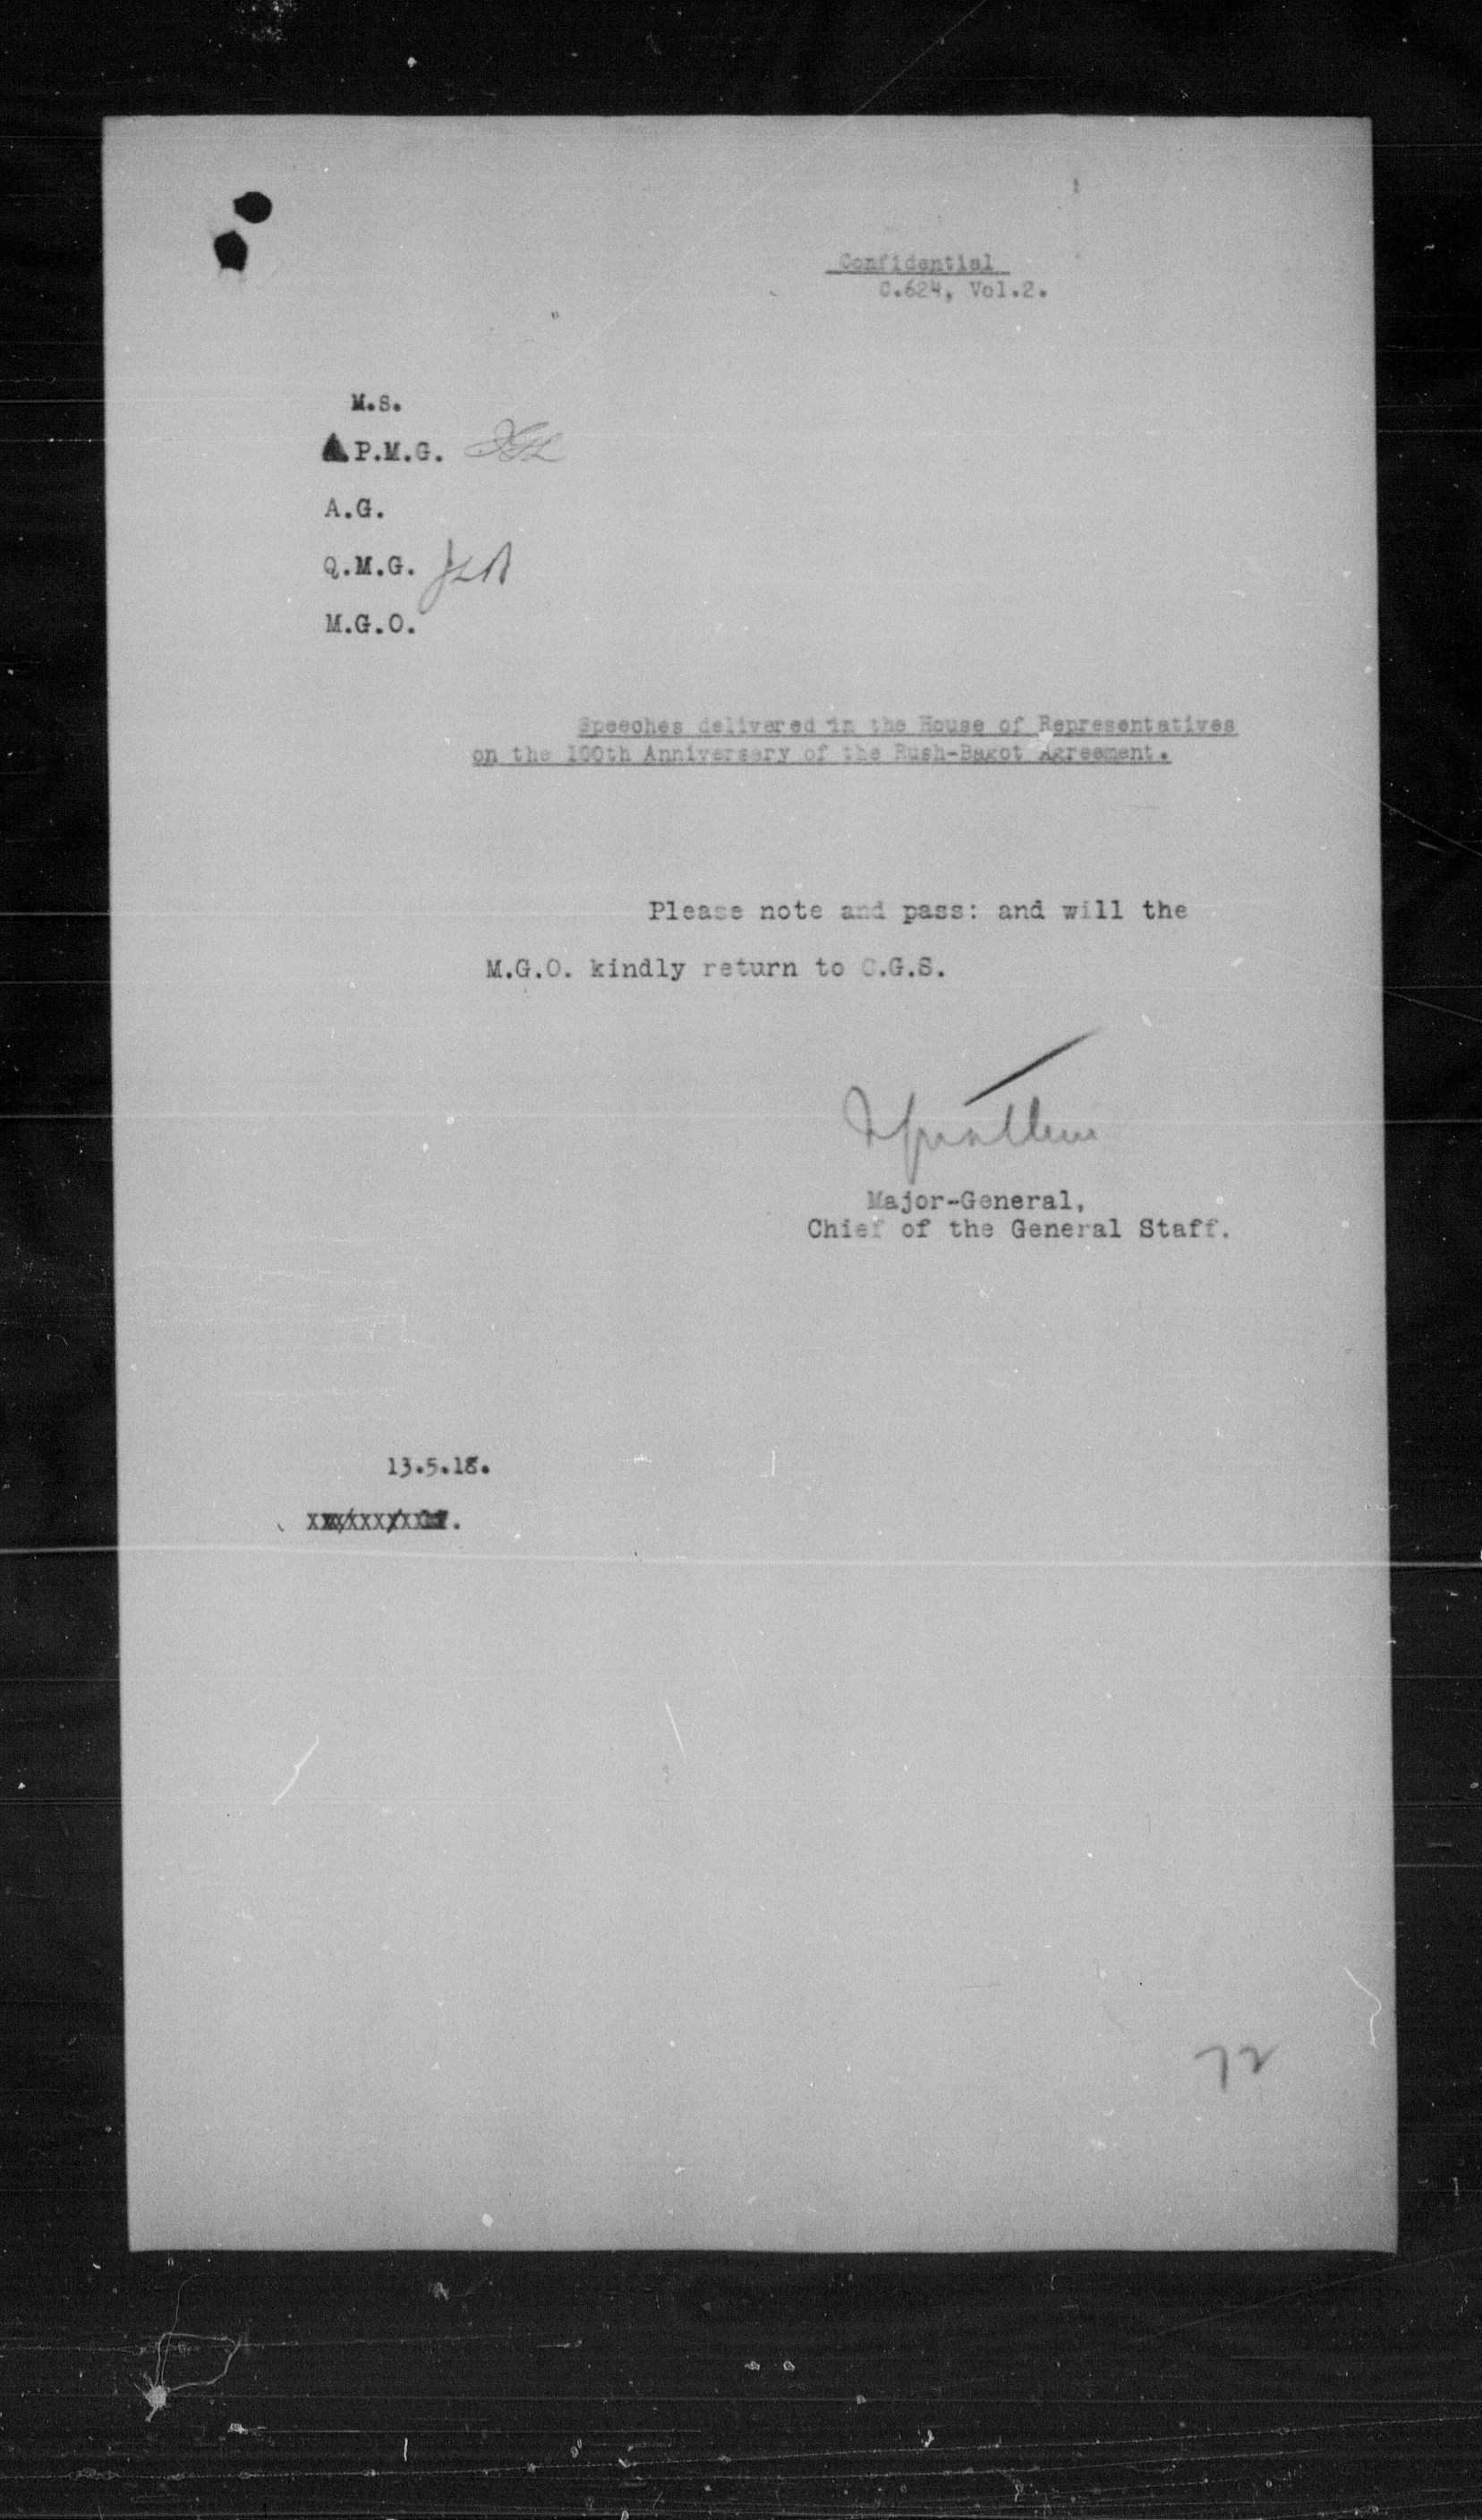 Confidential
C.624, Vol.2.
M.S.
A.P.M.G.
A.G.
Q.M.G.
M.G.O.
Speeches delivered in the House of Representatives
on the 100th Anniversary of the Rush-Bagot Agreement.
Please note and pass: and will the
M.G.O. kindly return to C.G.S.
Major-General,
Chief of the General Staff.
13.5.18.
72